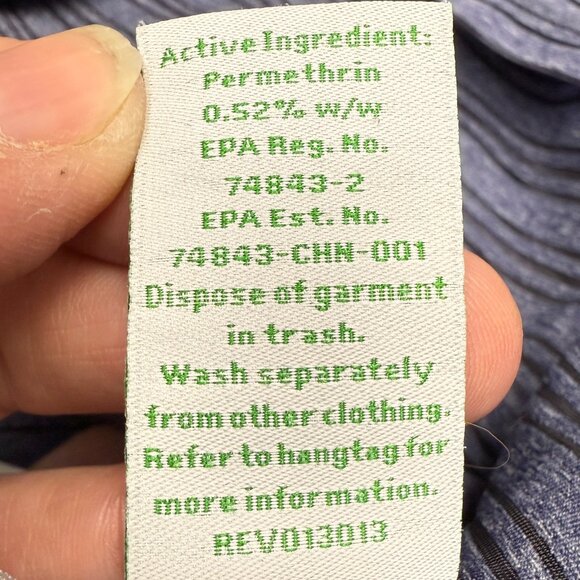 Active Ingredient:
Permethrin
0.52% w/w
EPA Reg. No.
74843-2
EPA Est. No.
74843-CHN-001
Dispose of garment
in trash.
Wash separately
from other clothing.
Refer to hangtag for
more information.
REV013013